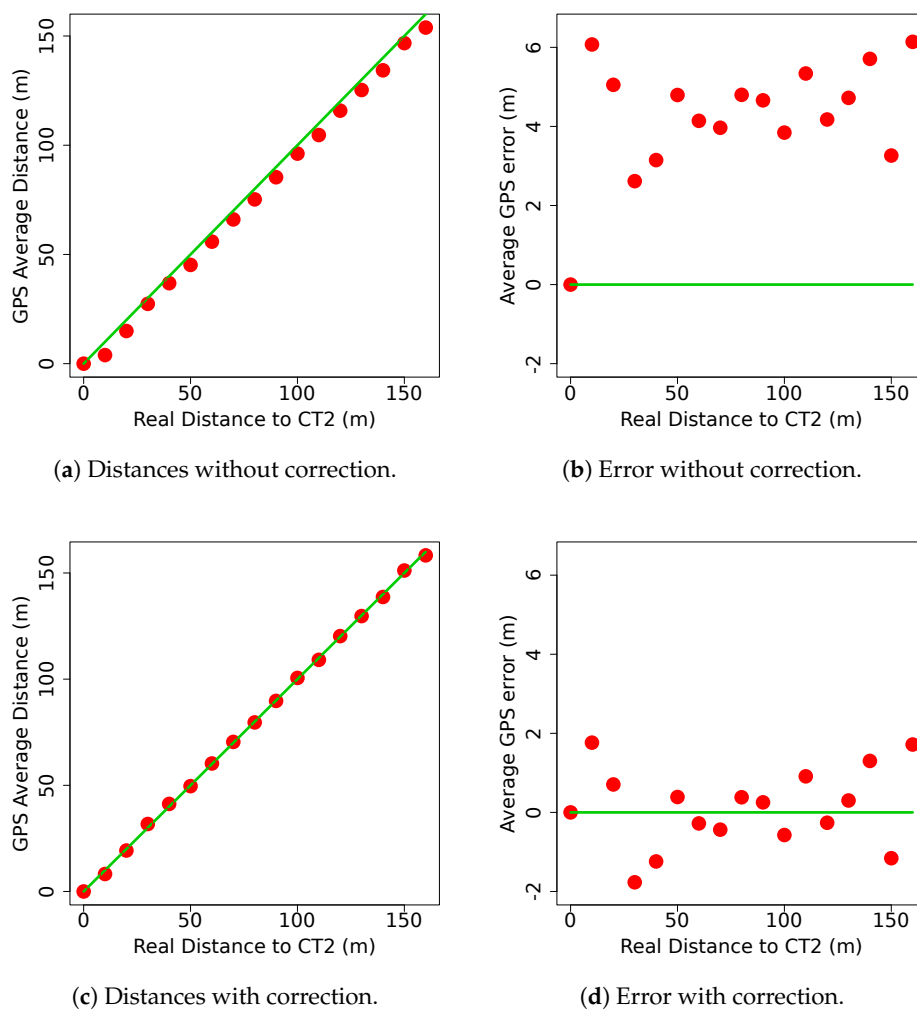 GPS Average Distance (m)
150
100
50
0
0 50 100 150
Real Distance to CT2 (m)
(a) Distances without correction.
Average GPS error (m)
6
4
2
0
-2
0 50 100 150
Real Distance to CT2 (m)
(b) Error without correction.
GPS Average Distance (m)
150
100
50
0
0 50 100 150
Real Distance to CT2 (m)
(c) Distances with correction.
Average GPS error (m)
6
4
2
0
-2
0 50 100 150
Real Distance to CT2 (m)
(d) Error with correction.